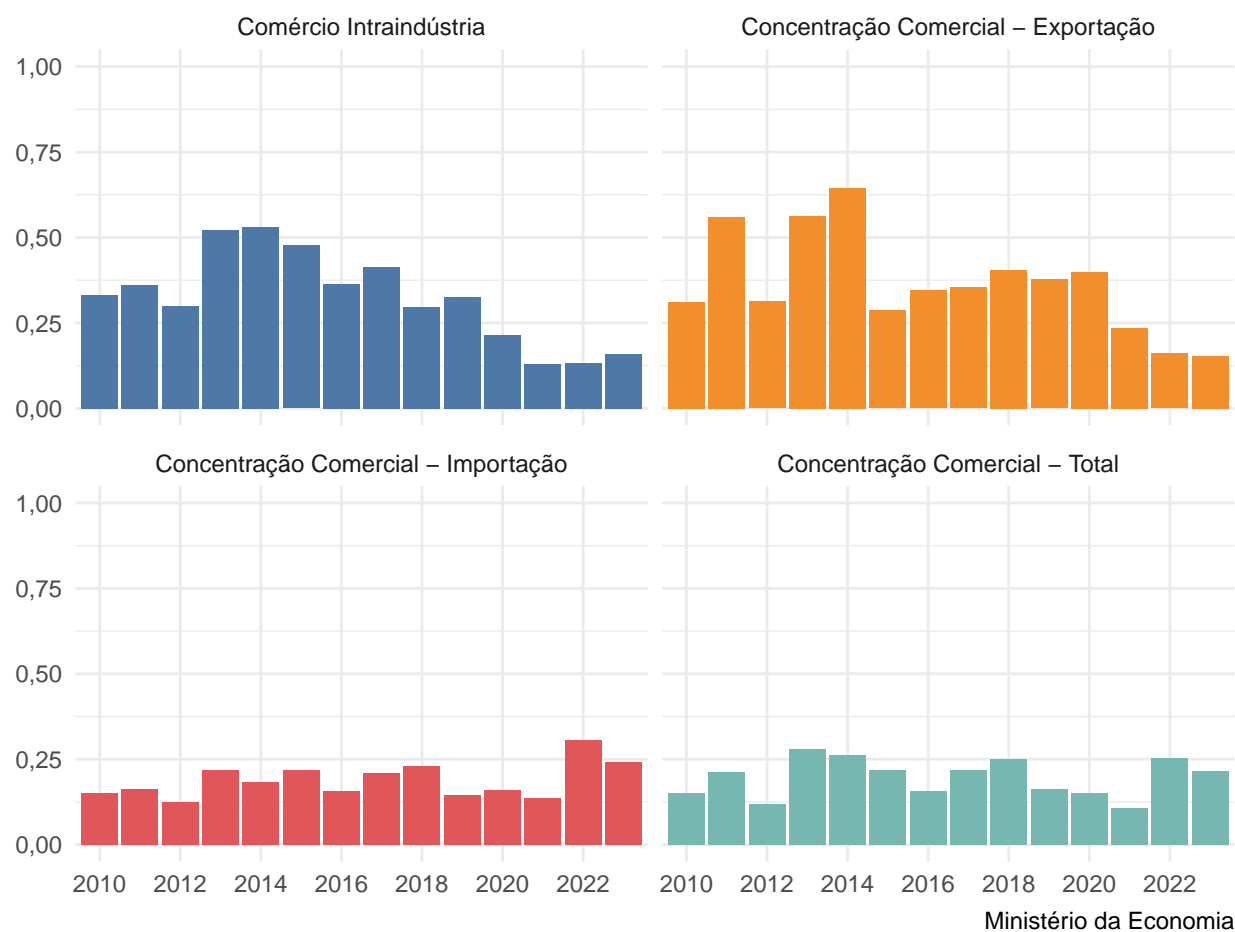 Comércio Intraindústria
Concentração Comercial – Exportação
1,00
0,75
0,50
0,25
0,00
Concentração Comercial – Importação
Concentração Comercial – Total
1,00
0,75
0,50
0,25
0,00
2010 2012 2014 2016 2018 2020 2022
2010 2012 2014 2016 2018 2020 2022
Ministério da Economia